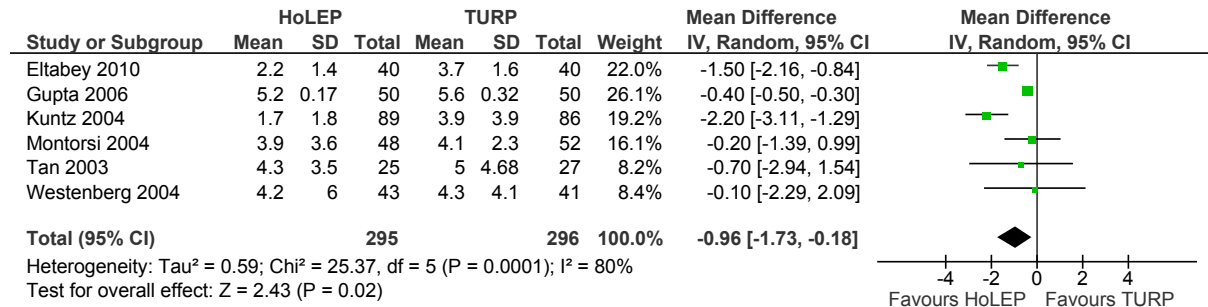 HoLEP TURP Mean Difference Mean Difference
Study or Subgroup Mean SD Total Mean SD Total Weight IV, Random, 95% CI IV, Random, 95% CI
Eltabey 2010 2.2 1.4 40 3.7 1.6 40 22.0% -1.50 [-2.16, -0.84]
Gupta 2006 5.2 0.17 50 5.6 0.32 50 26.1% -0.40 [-0.50, -0.30]
Kuntz 2004 1.7 1.8 89 3.9 3.9 86 19.2% -2.20 [-3.11, -1.29]
Montorsi 2004 3.9 3.6 48 4.1 2.3 52 16.1% -0.20 [-1.39, 0.99]
Tan 2003 4.3 3.5 25 5 4.68 27 8.2% -0.70 [-2.94, 1.54]
Westenberg 2004 4.2 6 43 4.3 4.1 41 8.4% -0.10 [-2.29, 2.09]
Total (95% CI) 295 296 100.0% -0.96 [-1.73, -0.18]
Heterogeneity: Tau² = 0.59; Chi² = 25.37, df = 5 (P = 0.0001); I² = 80%
Test for overall effect: Z = 2.43 (P = 0.02)
-4 -2 0 2 4
Favours HoLEP Favours TURP